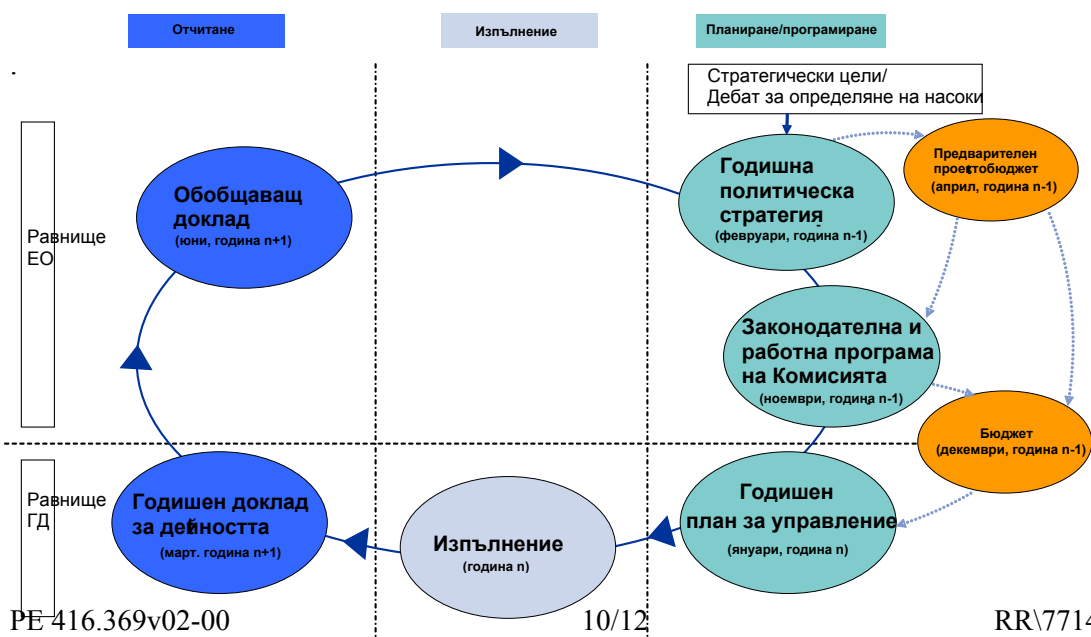 Отчитане
Изпълнение
Планиране/програмиране
.
Стратегически цели/
Дебат за определяне на насоки
Предварителен
проектобюджет
(април, година n-1)
Годишна
политическа
стратегия
(февруари, година n-1)
Обобщаващ
доклад
(юни, година n+1)
Равнище
ЕО
Законодателна и
работна програма
на Комисията
(ноември, година n-1)
Бюджет
(декември, година n-1)
Равнище
ГД
Годишен доклад
за дейността
(март. година n+1)
Изпълнение
(година n)
Годишен
план за управление
(януари, година n)
PE 416.369v02-00
10/12
RR\7714